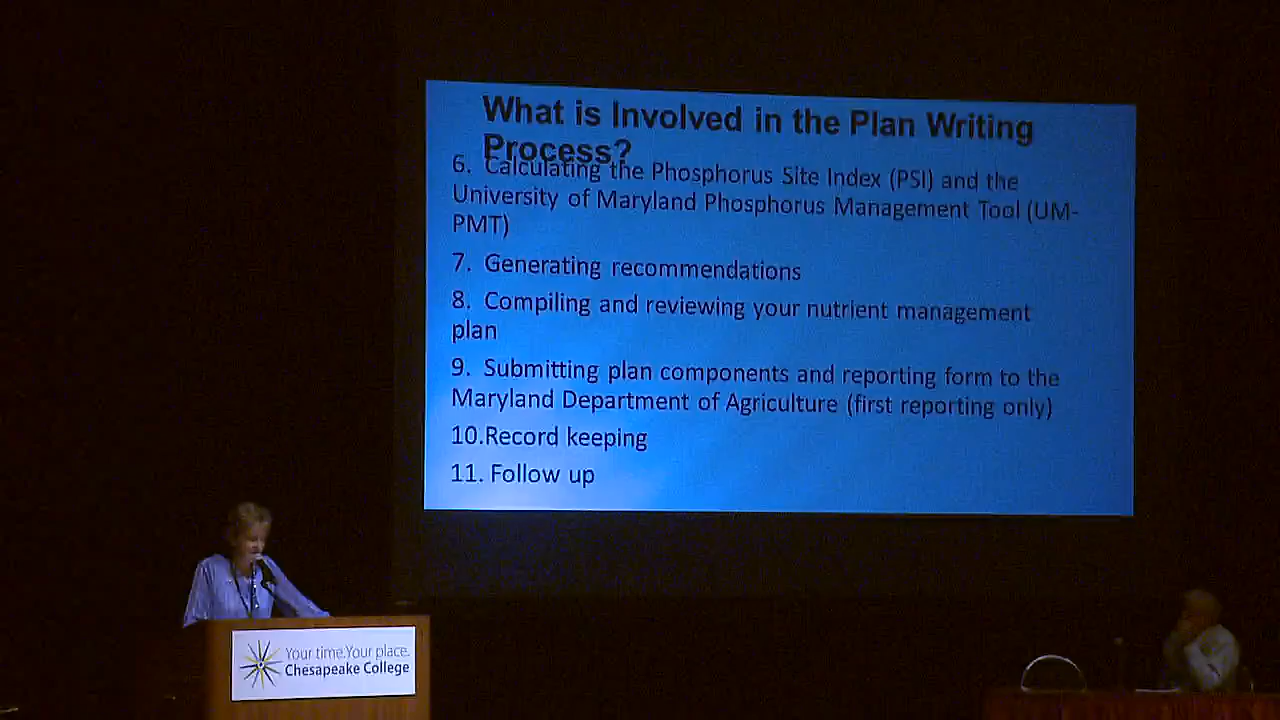 What is Involved in the Plan Writing
Process?
6. Calculating the Phosphorus Site Index (PSI) and the
University of Maryland Phosphorus Management Tool (UM-
PMT)
7. Generating recommendations
8. Compiling and reviewing your nutrient management
plan
9. Submitting plan components and reporting form to the
Maryland Department of Agriculture (first reporting only)
10.Record keeping
11. Follow up
Your time.Your place.
Chesapeake College